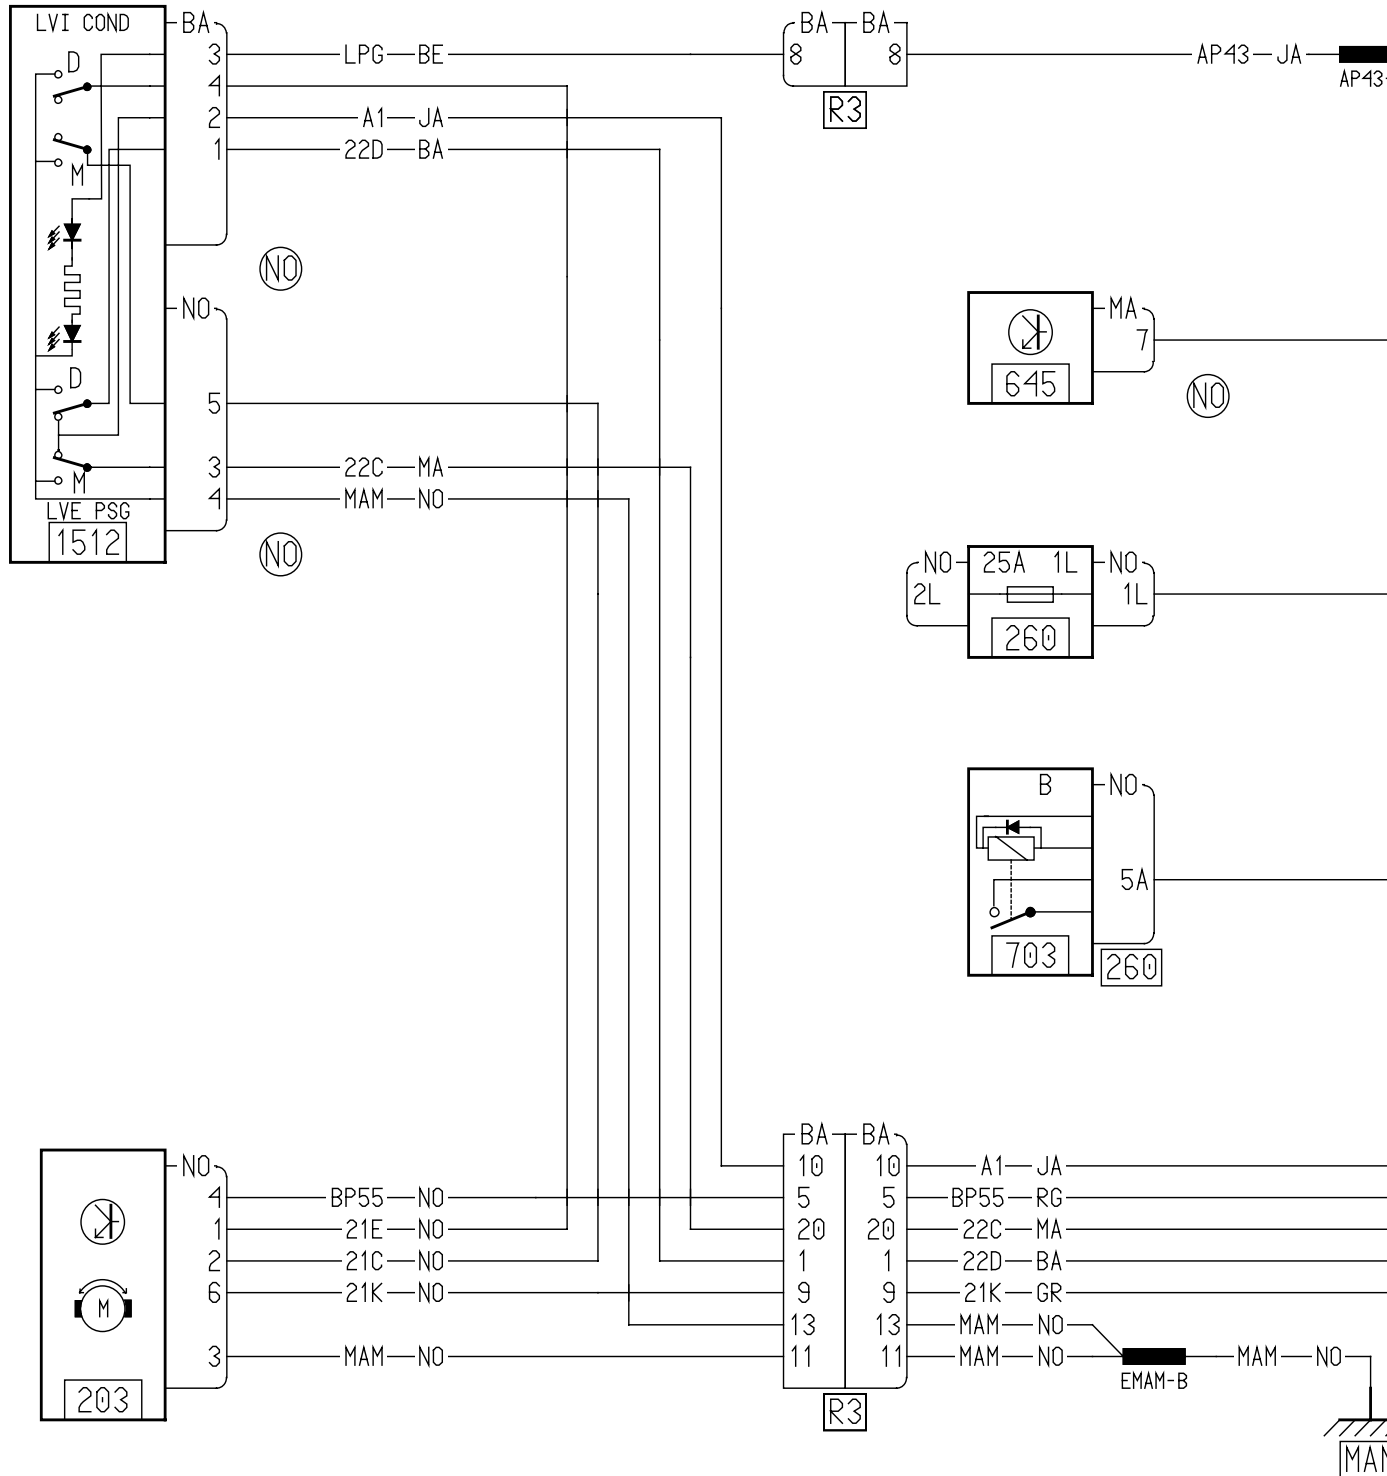 LVI COND BA BA BA
D 3 LPG BE 8 8 AP43 JA
4 AP43-
2 A1 JA R3
1 22D BA
M
NO
NO MA
7
D 645
5 NO
3 22C MA
M
4 MAM NO
LVE PSG
1512 NO NO 25A 1L NO
2L 1L
260
B NO
5A
703 260
BA BA
NO 10 10 A1 JA
4 BP55 NO 5 5 BP55 RG
1 21E NO 20 20 22C MA
2 21C NO 1 1 22D BA
6 21K NO 9 9 21K GR
M 13 13 MAM NO
3 MAM NO 11 11 MAM NO MAM NO
EMAM-B
203 R3